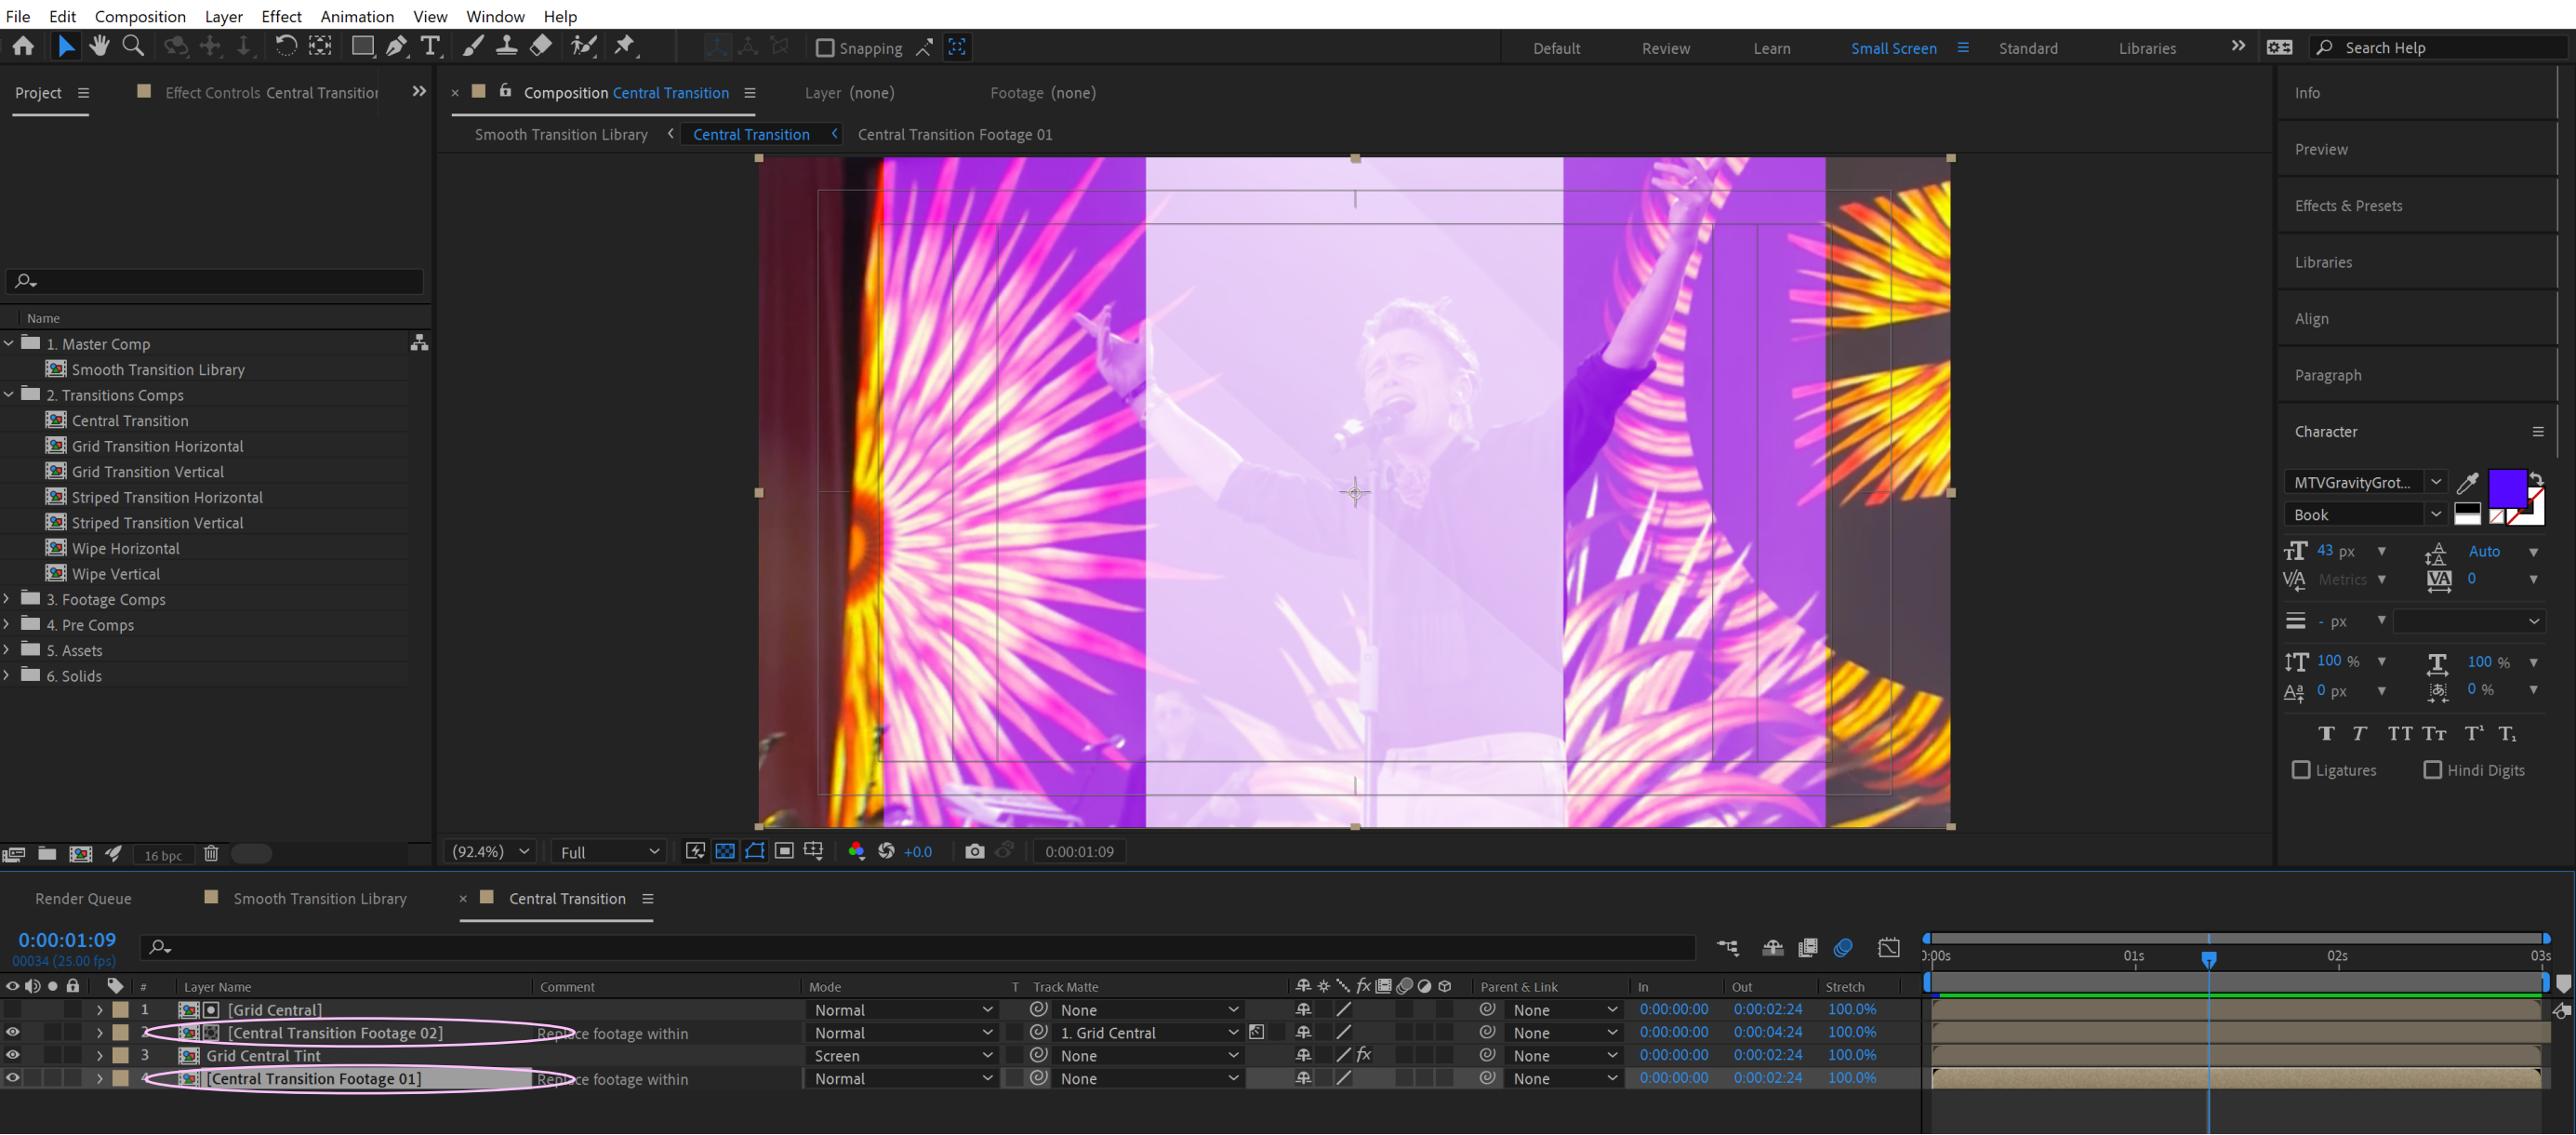 File Edit Composition Layer Effect Animation View Window Help
Snapping Default Review Learn Small Screen Standard Libraries Search Help
Project Effect Controls Central Transition Composition Central Transition Layer (none) Footage (none)
Smooth Transition Library Central Transition Central Transition Footage 01
Name
1. Master Comp
Smooth Transition Library
2. Transitions Comps
Central Transition
Grid Transition Horizontal
Grid Transition Vertical
Striped Transition Horizontal
Striped Transition Vertical
Wipe Horizontal
Wipe Vertical
3. Footage Comps
4. Pre Comps
5. Assets
6. Solids
16 bpc
(92.4%) Full +0.0 0:00:01:09
Info
Preview
Effects & Presets
Libraries
Align
Paragraph
Character
MTVGravityGrot...
Book
43 px Auto
Metrics 0
- px
100 % 100 %
0 px 0 %
Ligatures Hindi Digits
Render Queue Smooth Transition Library Central Transition
0:00:01:09
00034 (25.00 fps)
0:00s 01s 02s 03s
# Layer Name Comment Mode T Track Matte Parent & Link In Out Stretch
1 [Grid Central] Normal None None 0:00:00:00 0:00:02:24 100.0%
2 [Central Transition Footage 02] Replace footage within Normal 1. Grid Central None 0:00:00:00 0:00:04:24 100.0%
3 Grid Central Tint Screen None None 0:00:00:00 0:00:02:24 100.0%
4 [Central Transition Footage 01] Replace footage within Normal None None 0:00:00:00 0:00:02:24 100.0%